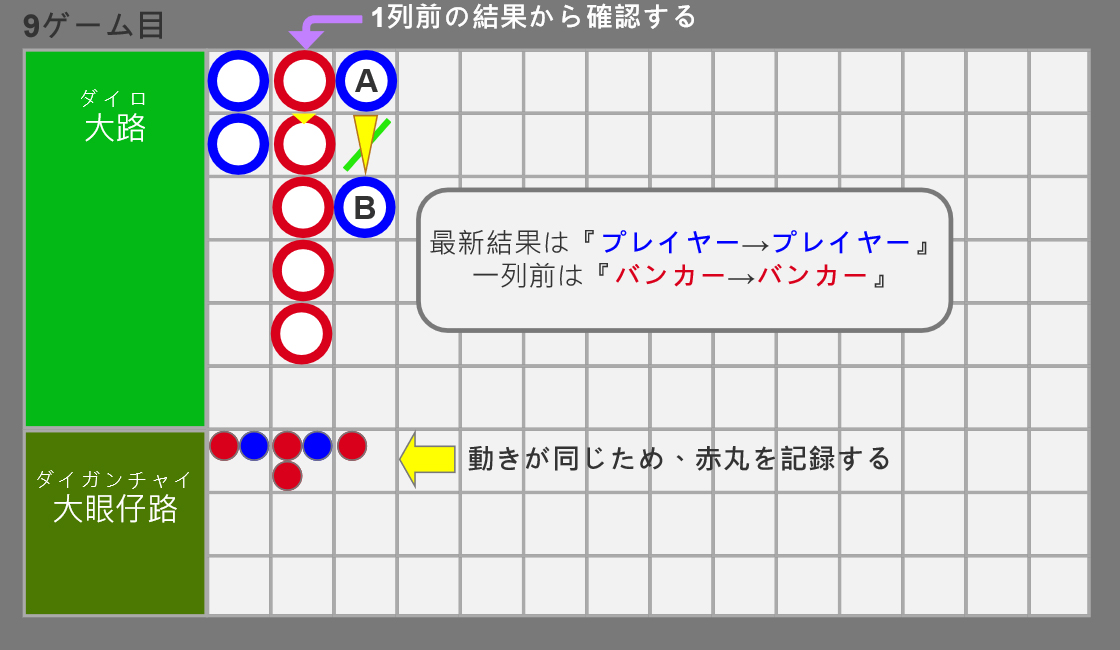 9ゲーム目
1列前の結果から確認する
ダイロ
大路
A
B
最新結果は『プレイヤー→プレイヤー』
一列前は『バンカー→バンカー』
ダイガンチャイ
大眼仔路
動きが同じため、赤丸を記録する